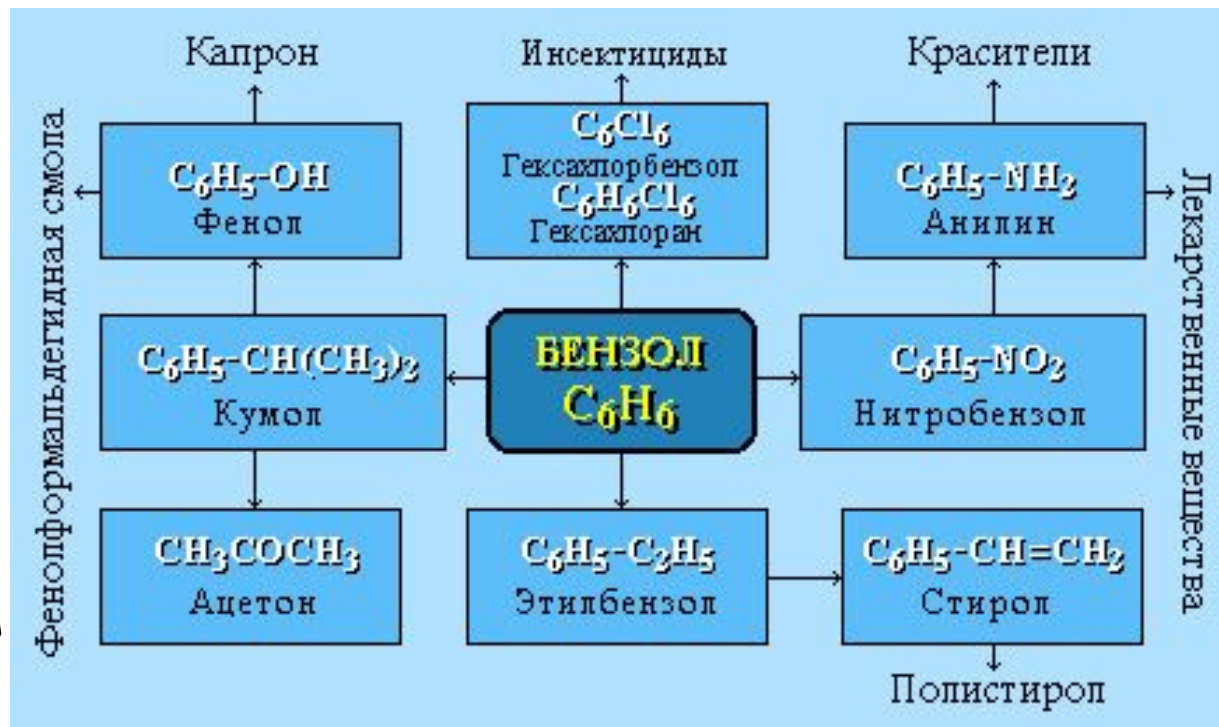 Капрон
Инсектициды
Красители
Фенолформальдегидная смола
C₆H₅-OH
Фенол
C₆Cl₆
Гексахлорбензол
C₆H₆Cl₆
Гексахлоран
C₆H₅-NH₂
Анилин
Лекарственные вещества
C₆H₅-CH(CH₃)₂
Кумол
БЕНЗОЛ
C₆H₆
C₆H₅-NO₂
Нитробензол
CH₃COCH₃
Ацетон
C₆H₅-C₂H₅
Этилбензол
C₆H₅-CH=CH₂
Стирол
Полистирол